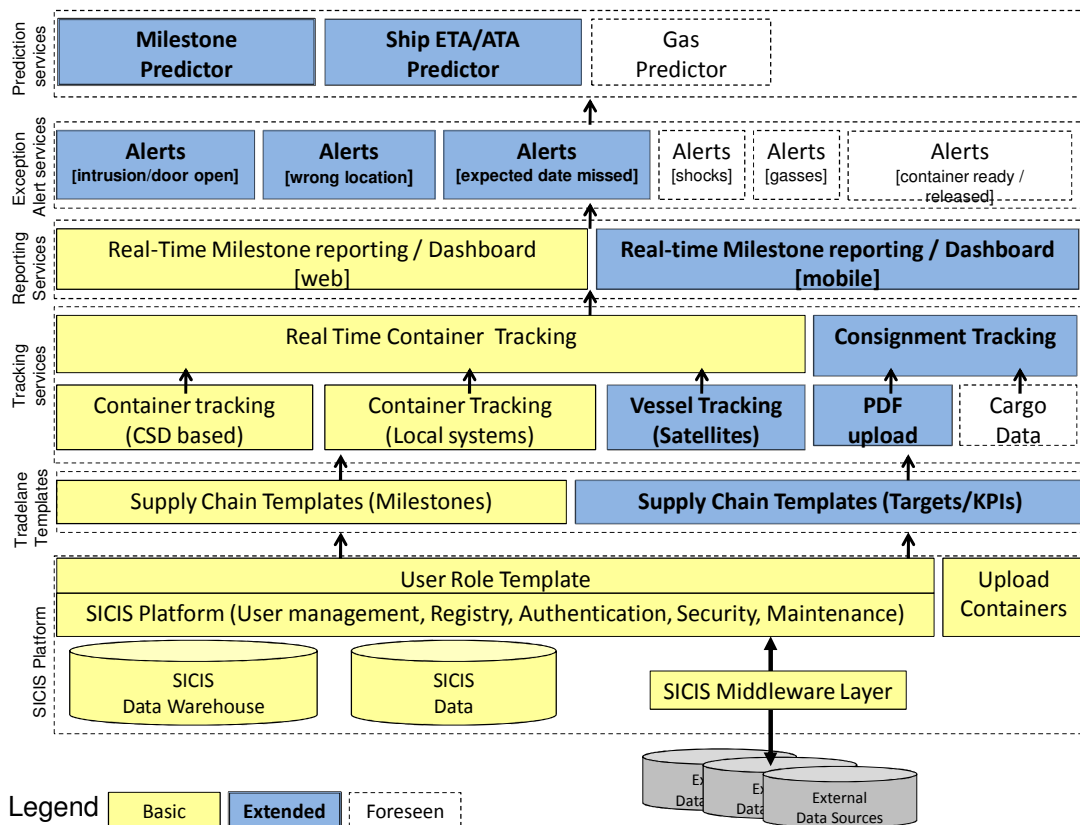 Prediction
services
Milestone
Predictor
Ship ETA/ATA
Predictor
Gas
Predictor
Exception
Alert services
Alerts
[intrusion/door open]
Alerts
[wrong location]
Alerts
[expected date missed]
Alerts
[shocks]
Alerts
[gasses]
Alerts
[container ready /
released]
Reporting
Services
Real-Time Milestone reporting / Dashboard
[web]
Real-time Milestone reporting / Dashboard
[mobile]
Tracking
services
Real Time Container Tracking
Consignment Tracking
Container tracking
(CSD based)
Container Tracking
(Local systems)
Vessel Tracking
(Satellites)
PDF
upload
Cargo
Data
Tradelane
Templates
Supply Chain Templates (Milestones)
Supply Chain Templates (Targets/KPIs)
SICIS Platform
User Role Template
SICIS Platform (User management, Registry, Authentication, Security, Maintenance)
Upload
Containers
SICIS
Data Warehouse
SICIS
Data
SICIS Middleware Layer
Ex
Data
Ex
Data
External
Data Sources
Legend
Basic
Extended
Foreseen